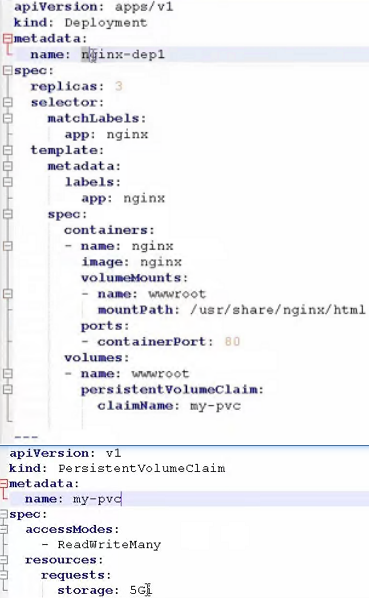 apiVersion: apps/v1
kind: Deployment
metadata:
  name: nginx-dep1
spec:
  replicas: 3
  selector:
    matchLabels:
      app: nginx
  template:
    metadata:
      labels:
        app: nginx
    spec:
      containers:
      - name: nginx
        image: nginx
        volumeMounts:
        - name: wwwroot
          mountPath: /usr/share/nginx/html
        ports:
        - containerPort: 80
      volumes:
      - name: wwwroot
        persistentVolumeClaim:
          claimName: my-pvc
---
apiVersion: v1
kind: PersistentVolumeClaim
metadata:
  name: my-pvc
spec:
  accessModes:
    - ReadWriteMany
  resources:
    requests:
      storage: 5Gi